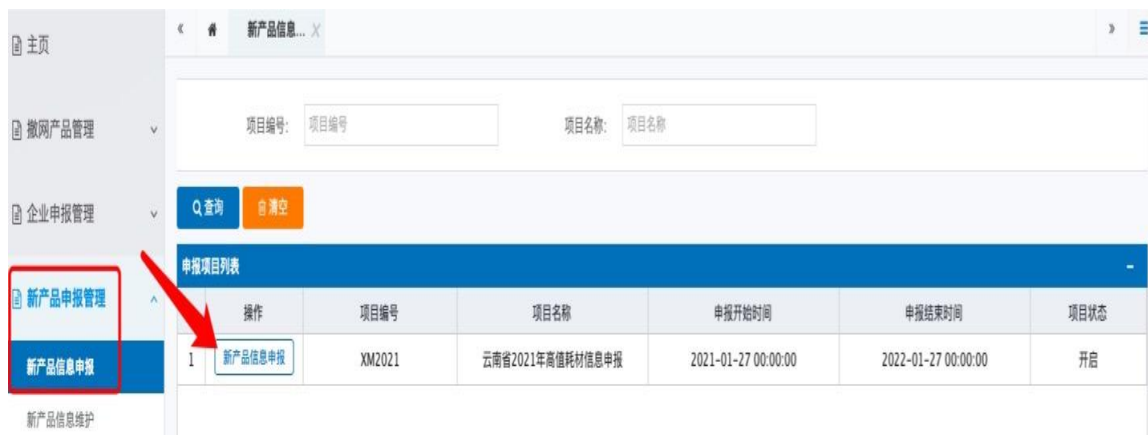 主页
撤网产品管理
企业申报管理
新产品申报管理
新产品信息申报
新产品信息维护
新产品信息...
项目编号: 项目编号 项目名称: 项目名称
查询 清空
申报项目列表
操作 项目编号 项目名称 申报开始时间 申报结束时间 项目状态
1 新产品信息申报 XM2021 云南省2021年高值耗材信息申报 2021-01-27 00:00:00 2022-01-27 00:00:00 开启